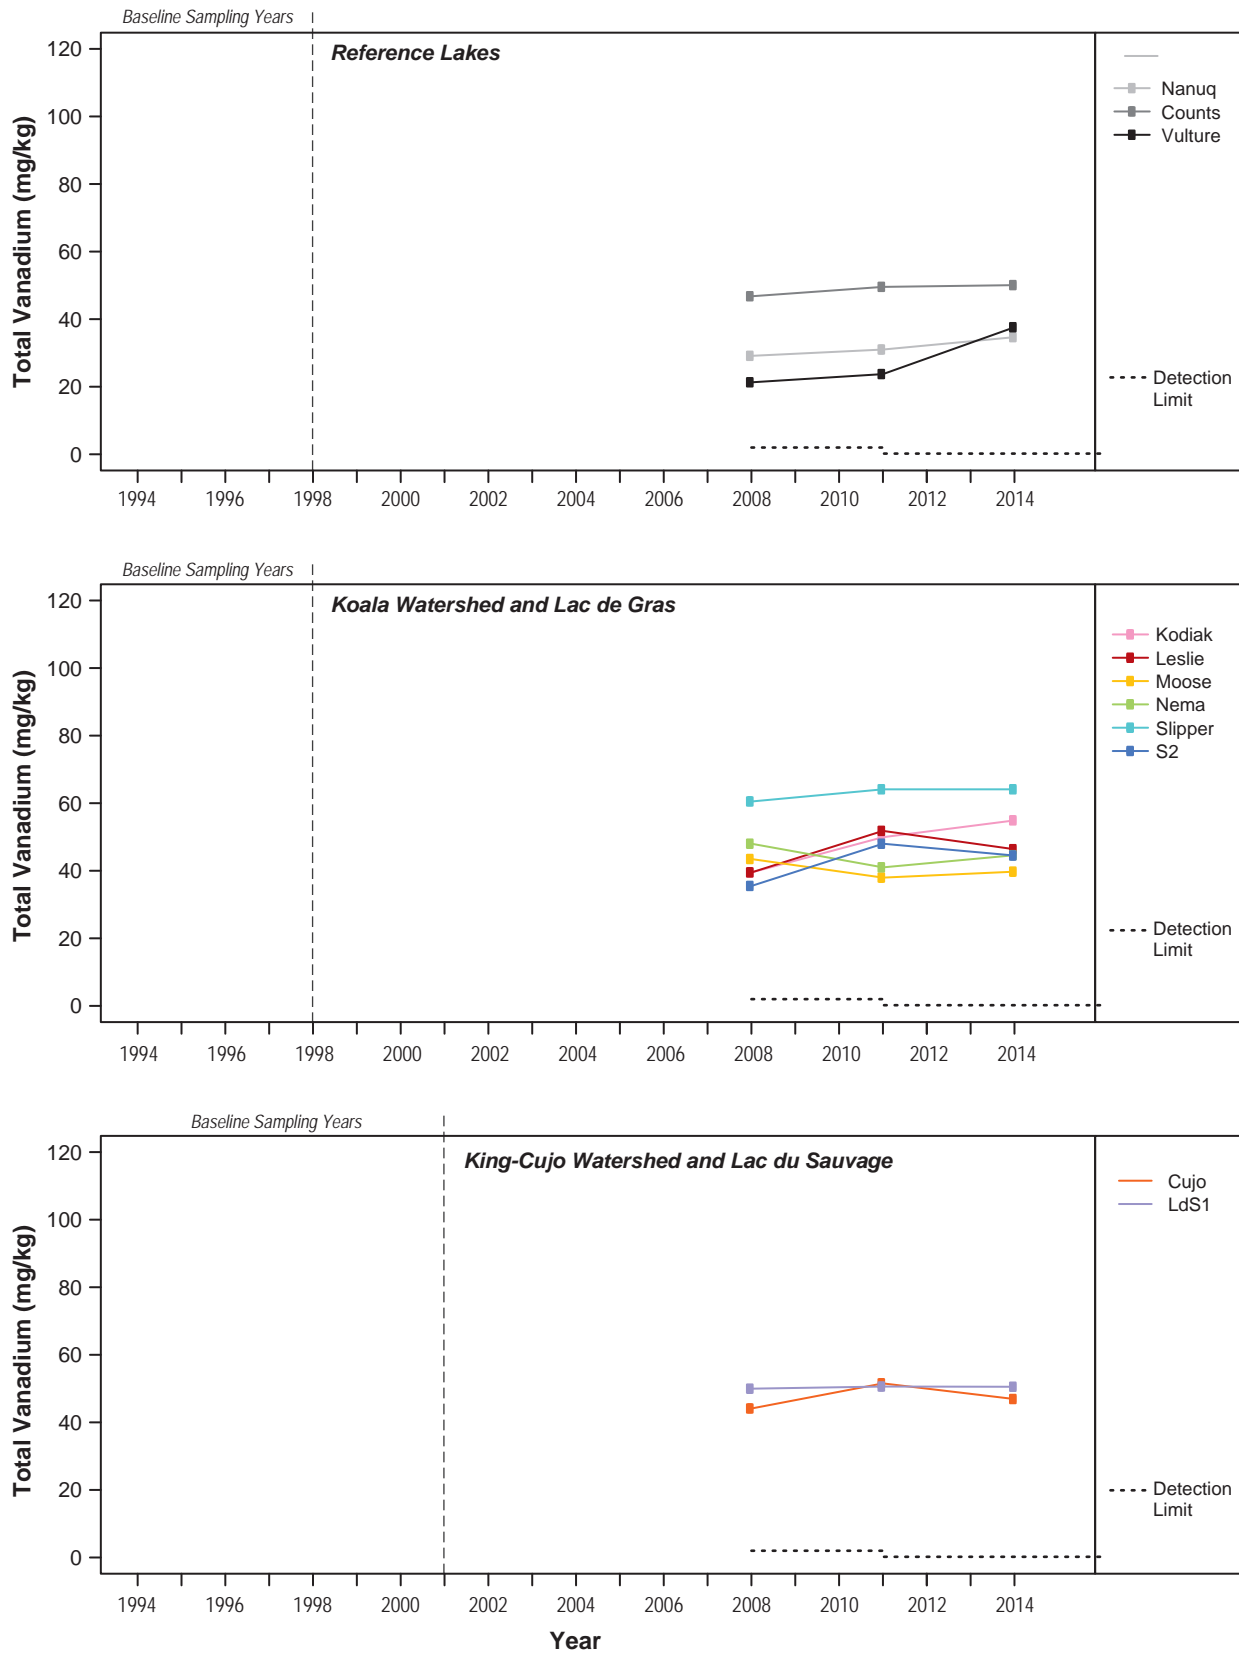 Baseline Sampling Years
Reference Lakes
Total Vanadium (mg/kg)
120
100
80
60
40
20
0
1994 1996 1998 2000 2002 2004 2006 2008 2010 2012 2014
Nanuq
Counts
Vulture
Detection
Limit
Baseline Sampling Years
Koala Watershed and Lac de Gras
Total Vanadium (mg/kg)
120
100
80
60
40
20
0
1994 1996 1998 2000 2002 2004 2006 2008 2010 2012 2014
Kodiak
Leslie
Moose
Nema
Slipper
S2
Detection
Limit
Baseline Sampling Years
King-Cujo Watershed and Lac du Sauvage
Total Vanadium (mg/kg)
120
100
80
60
40
20
0
1994 1996 1998 2000 2002 2004 2006 2008 2010 2012 2014
Cujo
LdS1
Detection
Limit
Year